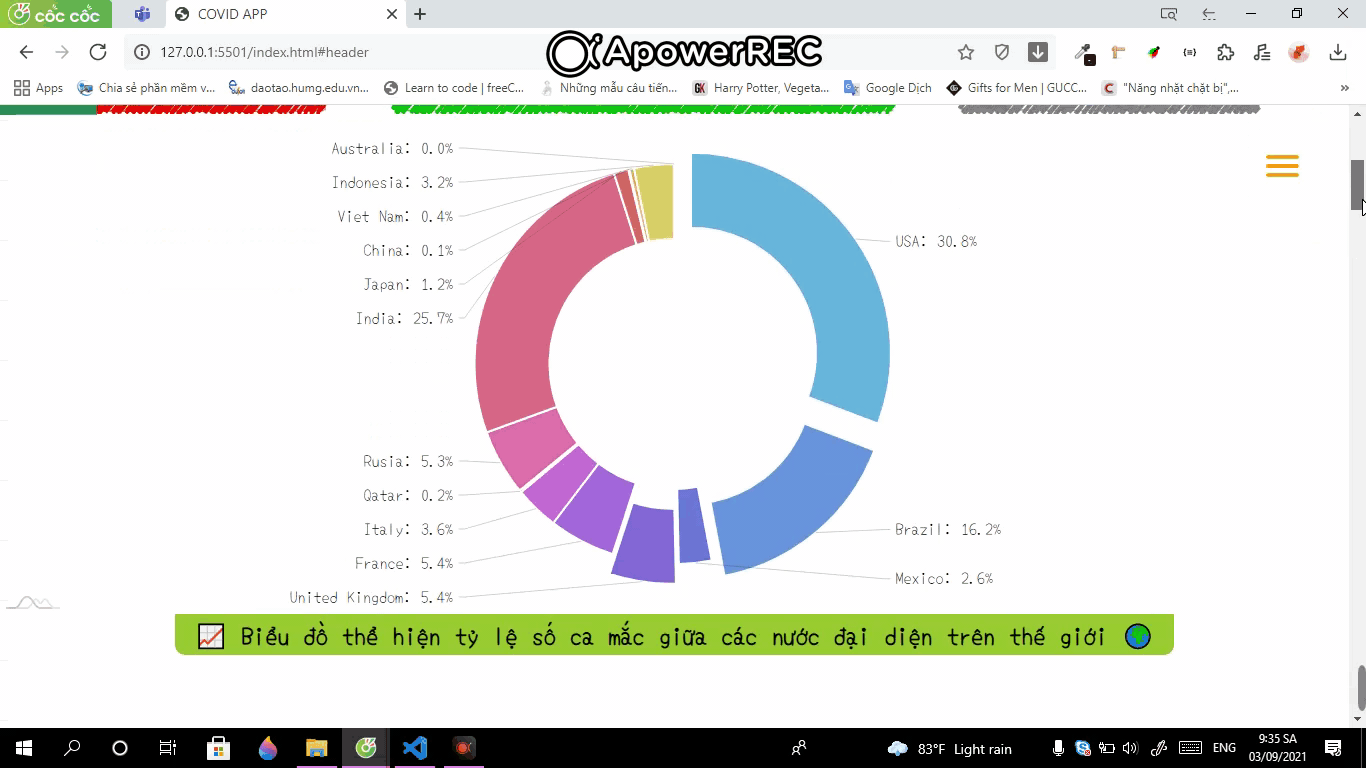 cốc cốc
COVID APP
127.0.0.1:5501/index.html#header
ApowerREC
Apps
Chia sẻ phần mềm v...
daotao.humg.edu.vn...
Learn to code | freeC...
Những mẫu câu tiến...
Harry Potter, Vegeta...
Google Dịch
Gifts for Men | GUCC...
"Năng nhặt chặt bị",...
»
Australia: 0.0%
Indonesia: 3.2%
Viet Nam: 0.4%
China: 0.1%
Japan: 1.2%
India: 25.7%
USA: 30.8%
Rusia: 5.3%
Qatar: 0.2%
Italy: 3.6%
France: 5.4%
United Kingdom: 5.4%
Brazil: 16.2%
Mexico: 2.6%
Biểu đồ thể hiện tỷ lệ số ca mắc giữa các nước đại diện trên thế giới
83°F Light rain
ENG
9:35 SA
03/09/2021